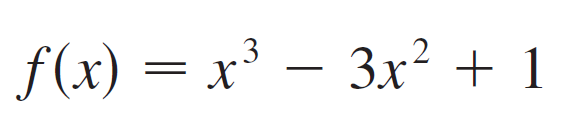 f(x) = x³ − 3x² + 1